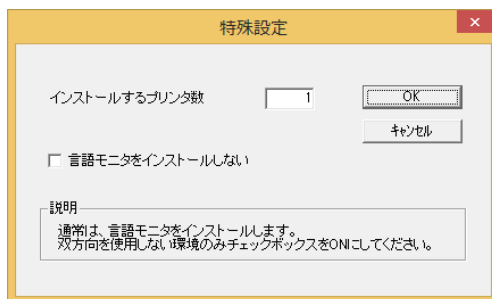 特殊設定
×
インストールするプリンタ数 1 OK
キャンセル
言語モニタをインストールしない
説明
通常は、言語モニタをインストールします。
双方向を使用しない環境のみチェックボックスをONにしてください。